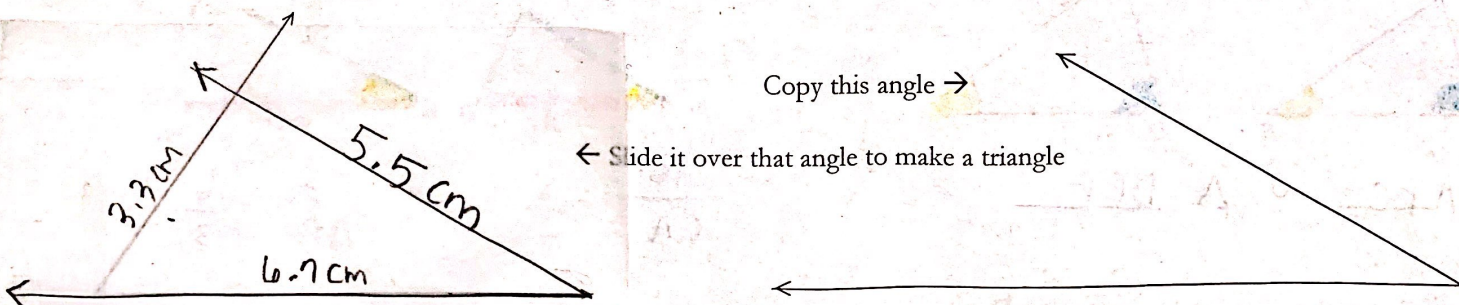 Copy this angle →
5.5 cm
← Slide it over that angle to make a triangle
3.3 cm
6.7 cm